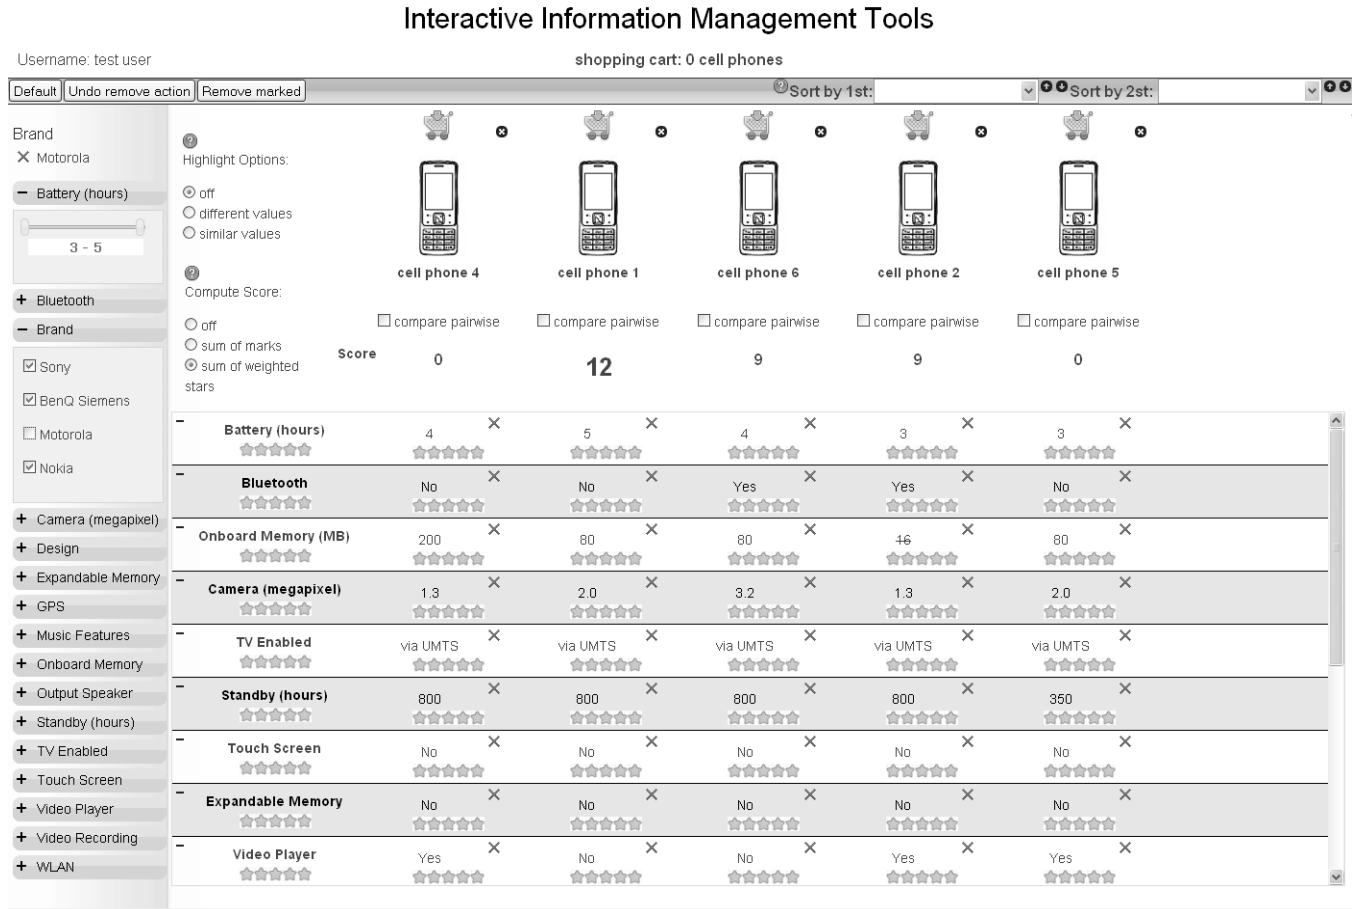 Interactive Information Management Tools
Username: test user
shopping cart: 0 cell phones
Default Undo remove action Remove marked
Sort by 1st:
Sort by 2st:
Brand
Motorola
Battery (hours)
3 - 5
Bluetooth
Brand
Sony
BenQ Siemens
Motorola
Nokia
Camera (megapixel)
Design
Expandable Memory
GPS
Music Features
Onboard Memory
Output Speaker
Standby (hours)
TV Enabled
Touch Screen
Video Player
Video Recording
WLAN
Highlight Options:
off
different values
similar values
Compute Score:
off
sum of marks
sum of weighted
stars
cell phone 4 cell phone 1 cell phone 6 cell phone 2 cell phone 5
compare pairwise compare pairwise compare pairwise compare pairwise compare pairwise
Score 0 12 9 9 0
Battery (hours) 4 5 4 3 3
Bluetooth No No Yes Yes No
Onboard Memory (MB) 200 80 80 16 80
Camera (megapixel) 1.3 2.0 3.2 1.3 2.0
TV Enabled via UMTS via UMTS via UMTS via UMTS via UMTS
Standby (hours) 800 800 800 800 350
Touch Screen No No No No No
Expandable Memory No No No No No
Video Player Yes No No Yes Yes